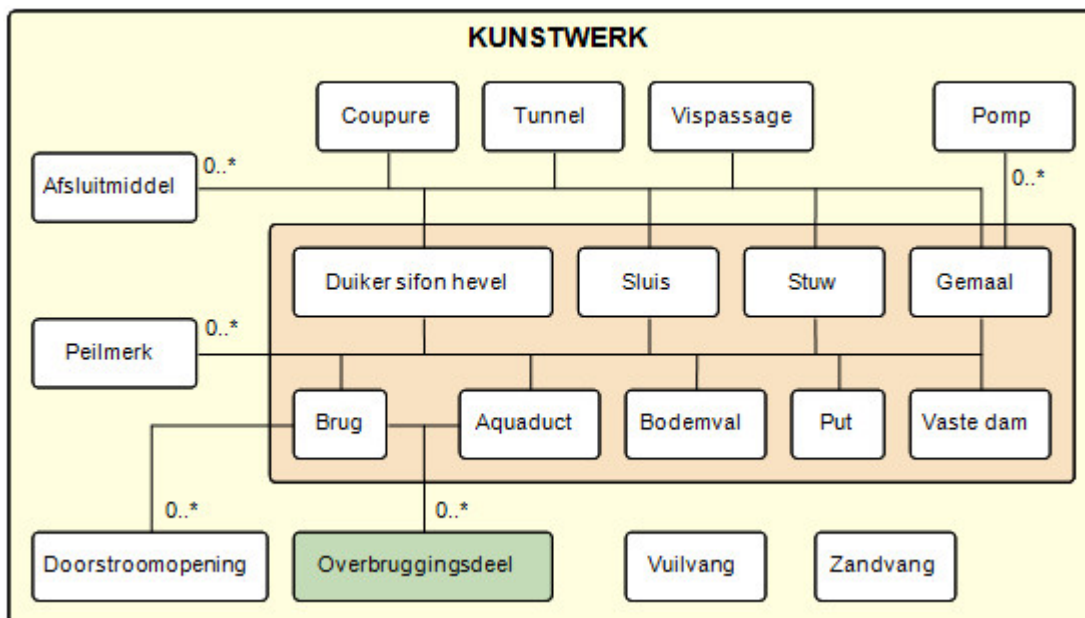 KUNSTWERK
Coupure
Tunnel
Vispassage
Pomp
Afsluitmiddel
0..*
0..*
Duiker sifon hevel
Sluis
Stuw
Gemaal
Peilmerk
0..*
Brug
Aquaduct
Bodemval
Put
Vaste dam
0..*
0..*
Doorstroomopening
Overbruggingsdeel
Vuilvang
Zandvang